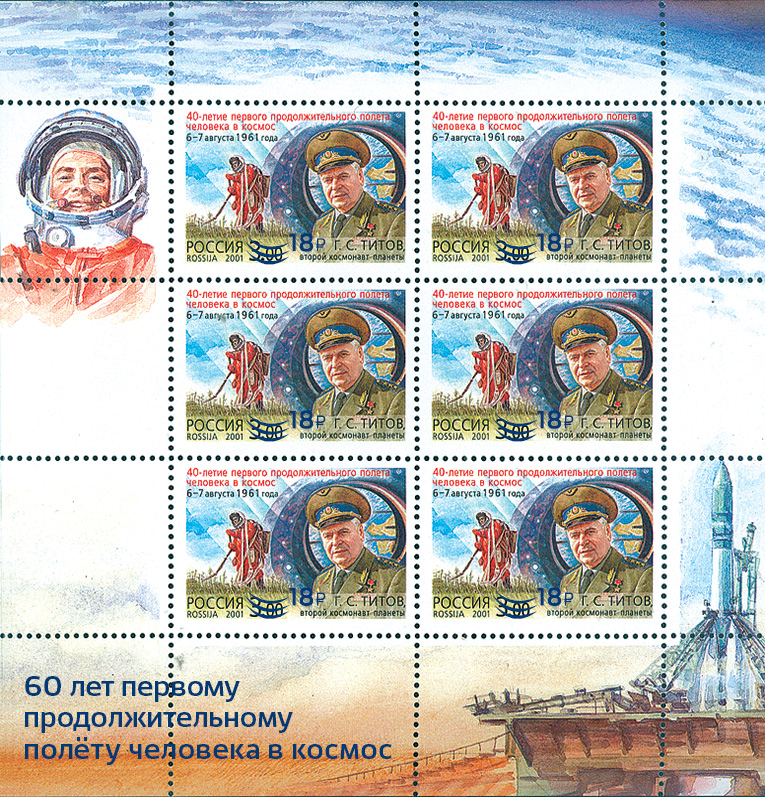 40-летие первого продолжительного полета
человека в космос
6–7 августа 1961 года
РОССИЯ 3.00 18₽ Г. С. ТИТОВ,
ROSSIJA 2001 второй космонавт планеты
40-летие первого продолжительного полета
человека в космос
6–7 августа 1961 года
РОССИЯ 3.00 18₽ Г. С. ТИТОВ,
ROSSIJA 2001 второй космонавт планеты
40-летие первого продолжительного полета
человека в космос
6–7 августа 1961 года
РОССИЯ 3.00 18₽ Г. С. ТИТОВ,
ROSSIJA 2001 второй космонавт планеты
40-летие первого продолжительного полета
человека в космос
6–7 августа 1961 года
РОССИЯ 3.00 18₽ Г. С. ТИТОВ,
ROSSIJA 2001 второй космонавт планеты
40-летие первого продолжительного полета
человека в космос
6–7 августа 1961 года
РОССИЯ 3.00 18₽ Г. С. ТИТОВ,
ROSSIJA 2001 второй космонавт планеты
40-летие первого продолжительного полета
человека в космос
6–7 августа 1961 года
РОССИЯ 3.00 18₽ Г. С. ТИТОВ,
ROSSIJA 2001 второй космонавт планеты
60 лет первому
продолжительному
полёту человека в космос